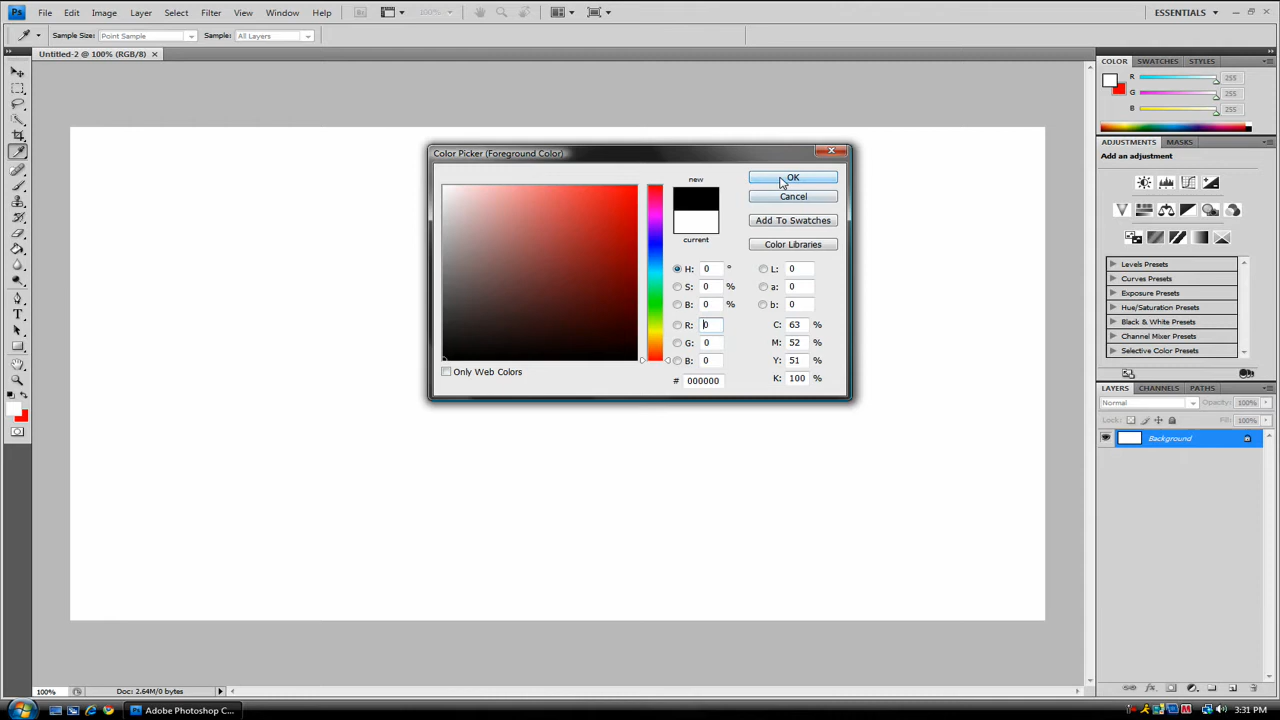 Ps File Edit Image Layer Select Filter Analysis View Window Help Br 100% ESSENTIALS
Sample Size: Point Sample Sample: All Layers
Untitled-2 @ 100% (RGB/8)
COLOR SWATCHES STYLES
R 255
G 255
B 255
ADJUSTMENTS MASKS
Add an adjustment
Levels Presets
Curves Presets
Exposure Presets
Hue/Saturation Presets
Black & White Presets
Channel Mixer Presets
Selective Color Presets
LAYERS CHANNELS PATHS
Normal Opacity: 100%
Lock: Fill: 100%
Background
Color Picker (Foreground Color)
new
current
OK
Cancel
Add To Swatches
Color Libraries
H: 0 ° L: 0
S: 0 % a: 0
B: 0 % b: 0
R: 0 C: 63 %
G: 0 M: 52 %
B: 0 Y: 51 %
# 000000 K: 100 %
Only Web Colors
T
100% Doc: 2.64M/0 bytes
Adobe Photoshop C... 3:31 PM